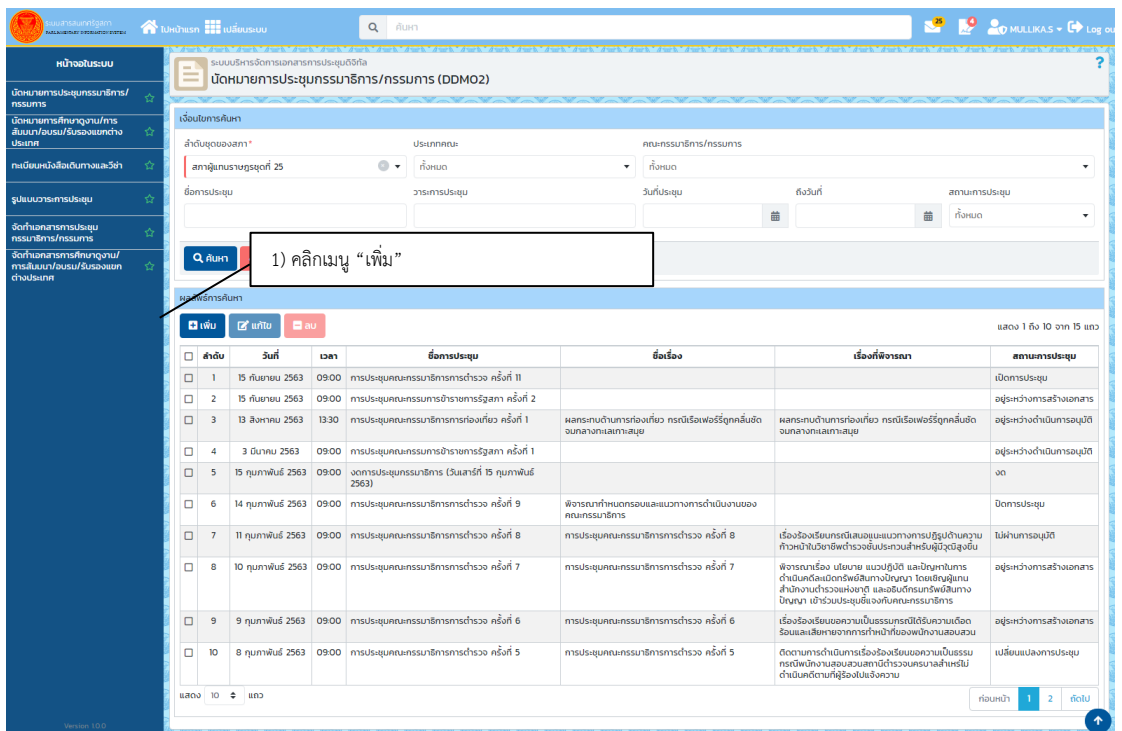 ระบบสารสนเทศรัฐสภา
PARLIAMENTARY INFORMATION SYSTEM
ไปหน้าแรก เปลี่ยนระบบ
ค้นหา
25
9
MULLIKA.S
Log ou
หน้าจอในระบบ
นัดหมายการประชุมกรรมาธิการ/
กรรมการ
นัดหมายการศึกษาดูงาน/การ
สัมมนา/อบรม/รับรองแขกต่าง
ประเทศ
ทะเบียนหนังสือเดินทางและวีซ่า
รูปแบบวาระการประชุม
จัดทำเอกสารการประชุม
กรรมาธิการ/กรรมการ
จัดทำเอกสารการศึกษาดูงาน/
การสัมมนา/อบรม/รับรองแขก
ต่างประเทศ
Version 1.0.0
ระบบบริหารจัดการเอกสารการประชุมดิจิทัล
นัดหมายการประชุมกรรมาธิการ/กรรมการ (DDM02)
?
เงื่อนไขการค้นหา
ลำดับชุดของสภา* ประเภทคณะ คณะกรรมาธิการ/กรรมการ
สภาผู้แทนราษฎรชุดที่ 25 ทั้งหมด ทั้งหมด
ชื่อการประชุม วาระการประชุม วันที่ประชุม ถึงวันที่ สถานะการประชุม
ทั้งหมด
ค้นหา
1) คลิกเมนู “เพิ่ม”
ผลลัพธ์การค้นหา
เพิ่ม แก้ไข ลบ
แสดง 1 ถึง 10 จาก 15 แถว
ลำดับ วันที่ เวลา ชื่อการประชุม ชื่อเรื่อง เรื่องที่พิจารณา สถานะการประชุม
1 15 กันยายน 2563 09:00 การประชุมคณะกรรมาธิการการตำรวจ ครั้งที่ 11 เปิดการประชุม
2 15 กันยายน 2563 09:00 การประชุมคณะกรรมการข้าราชการรัฐสภา ครั้งที่ 2 อยู่ระหว่างการสร้างเอกสาร
3 13 สิงหาคม 2563 13:30 การประชุมคณะกรรมาธิการการท่องเที่ยว ครั้งที่ 1 ผลกระทบด้านการท่องเที่ยว กรณีเรือเฟอร์รี่ถูกคลื่นซัด ผลกระทบด้านการท่องเที่ยว กรณีเรือเฟอร์รี่ถูกคลื่นซัด อยู่ระหว่างดำเนินการอนุมัติ
จมกลางทะเลเกาะสมุย จมกลางทะเลเกาะสมุย
4 3 มีนาคม 2563 09:00 การประชุมคณะกรรมการข้าราชการรัฐสภา ครั้งที่ 1 อยู่ระหว่างดำเนินการอนุมัติ
5 15 กุมภาพันธ์ 2563 09:00 งดการประชุมกรรมาธิการ (วันเสาร์ที่ 15 กุมภาพันธ์ งด
2563)
6 14 กุมภาพันธ์ 2563 09:00 การประชุมคณะกรรมาธิการการตำรวจ ครั้งที่ 9 พิจารณากำหนดกรอบและแนวทางการดำเนินงานของ ปิดการประชุม
คณะกรรมาธิการ
7 11 กุมภาพันธ์ 2563 09:00 การประชุมคณะกรรมาธิการการตำรวจ ครั้งที่ 8 การประชุมคณะกรรมาธิการการตำรวจ ครั้งที่ 8 เรื่องร้องเรียนกรณีเสนอแนะแนวทางการปฏิรูปด้านความ ไม่ผ่านการอนุมัติ
ก้าวหน้าในวิชาชีพตำรวจชั้นประทวนสำหรับผู้มีวุฒิสูงขึ้น
8 10 กุมภาพันธ์ 2563 09:00 การประชุมคณะกรรมาธิการการตำรวจ ครั้งที่ 7 การประชุมคณะกรรมาธิการการตำรวจ ครั้งที่ 7 พิจารณาเรื่อง นโยบาย แนวปฏิบัติ และปัญหาในการ อยู่ระหว่างการสร้างเอกสาร
ดำเนินคดีละเมิดทรัพย์สินทางปัญญา โดยเชิญผู้แทน
สำนักงานตำรวจแห่งชาติ และอธิบดีกรมทรัพย์สินทาง
ปัญญา เข้าร่วมประชุมชี้แจงกับคณะกรรมาธิการ
9 9 กุมภาพันธ์ 2563 09:00 การประชุมคณะกรรมาธิการการตำรวจ ครั้งที่ 6 การประชุมคณะกรรมาธิการการตำรวจ ครั้งที่ 6 เรื่องร้องเรียนขอความเป็นธรรมกรณีได้รับความเดือด อยู่ระหว่างการสร้างเอกสาร
ร้อนและเสียหายจากการทำหน้าที่ของพนักงานสอบสวน
10 8 กุมภาพันธ์ 2563 09:00 การประชุมคณะกรรมาธิการการตำรวจ ครั้งที่ 5 การประชุมคณะกรรมาธิการการตำรวจ ครั้งที่ 5 ติดตามการดำเนินการเรื่องร้องเรียนขอความเป็นธรรม เปลี่ยนแปลงการประชุม
กรณีพนักงานสอบสวนสถานีตำรวจนครบาลสำเหร่ไม่
ดำเนินคดีตามที่ผู้ร้องไปแจ้งความ
แสดง 10 แถว
ก่อนหน้า 1 2 ถัดไป